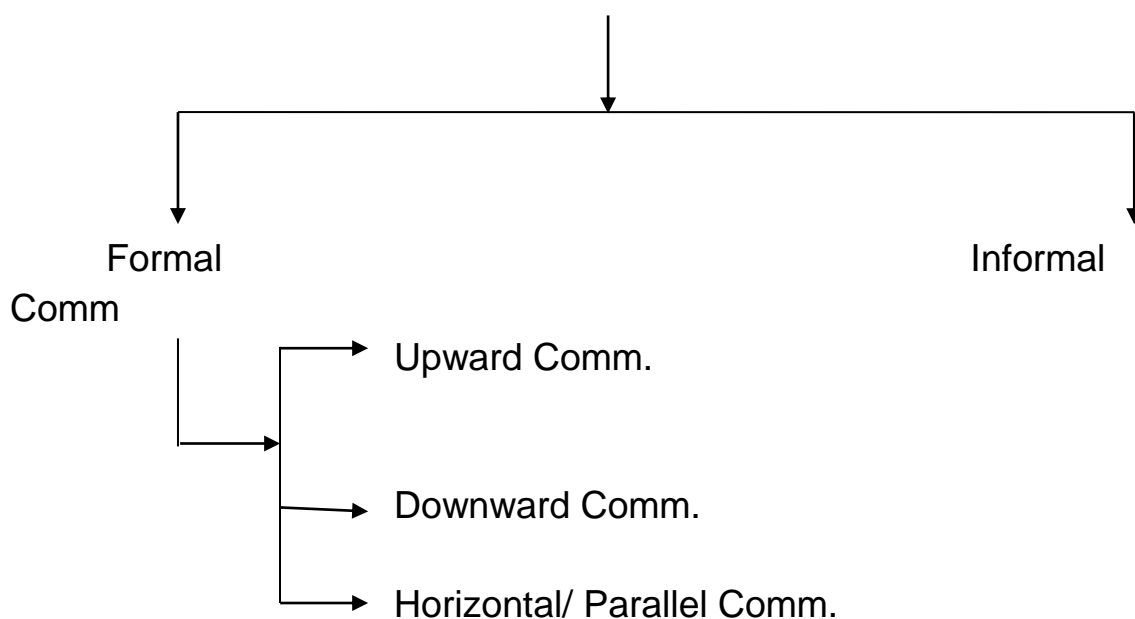 Formal Informal
Comm
Upward Comm.
Downward Comm.
Horizontal/ Parallel Comm.